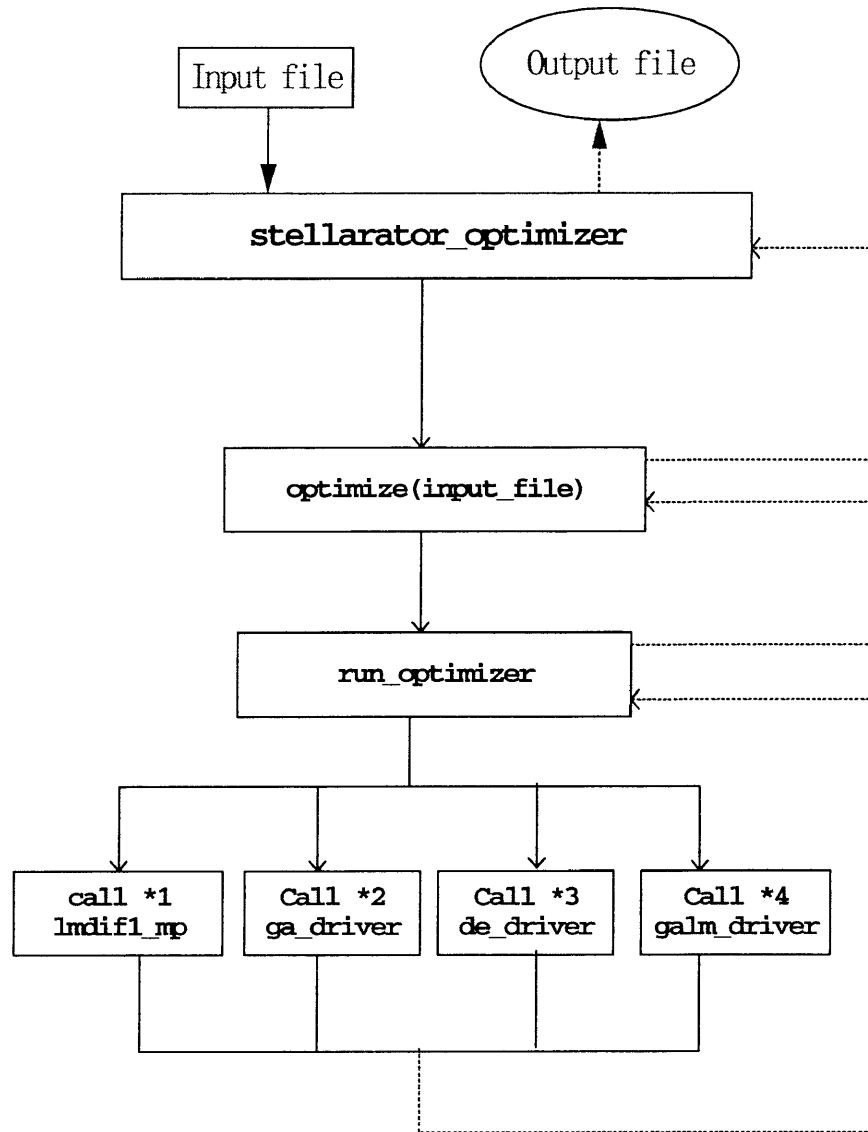 Input file
Output file
stellarator_optimizer
optimize(input_file)
run_optimizer
call *1
lmdif1_mp
Call *2
ga_driver
Call *3
de_driver
Call *4
galm_driver